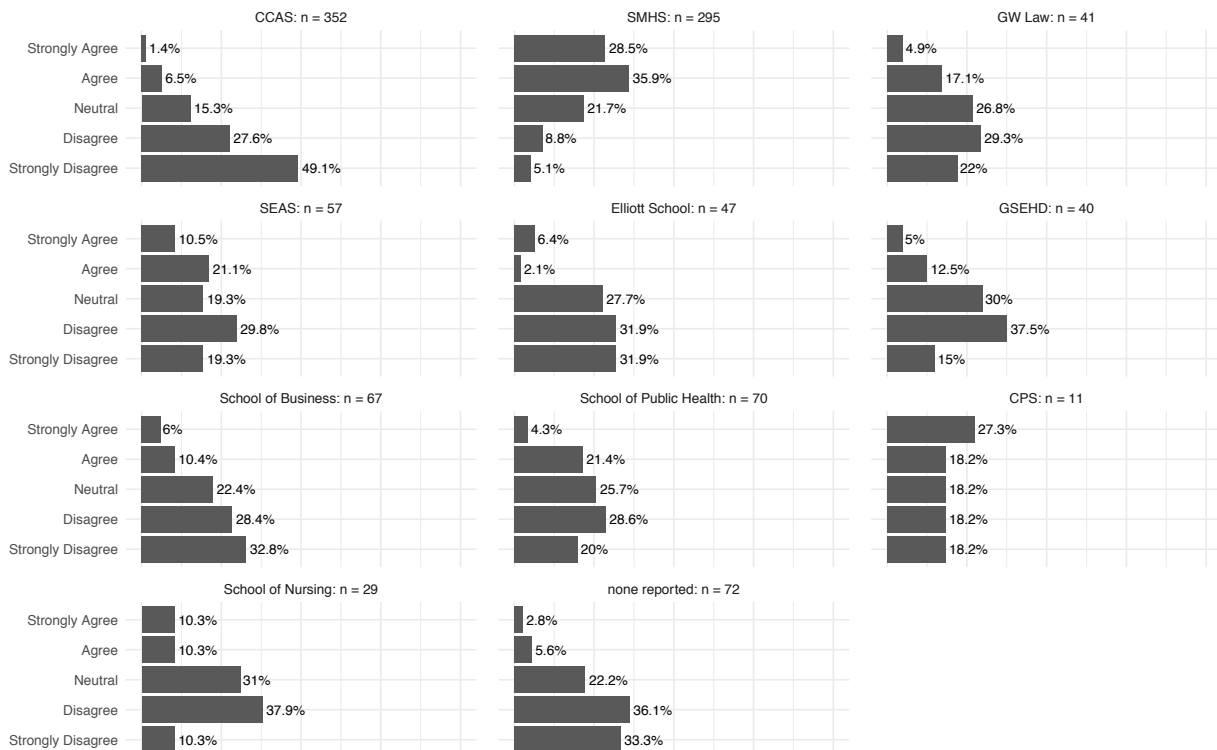 CCAS: n = 352
SMHS: n = 295
GW Law: n = 41
Strongly Agree 1.4% 28.5% 4.9%
Agree 6.5% 35.9% 17.1%
Neutral 15.3% 21.7% 26.8%
Disagree 27.6% 8.8% 29.3%
Strongly Disagree 49.1% 5.1% 22%
SEAS: n = 57
Elliott School: n = 47
GSEHD: n = 40
Strongly Agree 10.5% 6.4% 5%
Agree 21.1% 2.1% 12.5%
Neutral 19.3% 27.7% 30%
Disagree 29.8% 31.9% 37.5%
Strongly Disagree 19.3% 31.9% 15%
School of Business: n = 67
School of Public Health: n = 70
CPS: n = 11
Strongly Agree 6% 4.3% 27.3%
Agree 10.4% 21.4% 18.2%
Neutral 22.4% 25.7% 18.2%
Disagree 28.4% 28.6% 18.2%
Strongly Disagree 32.8% 20% 18.2%
School of Nursing: n = 29
none reported: n = 72
Strongly Agree 10.3% 2.8%
Agree 10.3% 5.6%
Neutral 31% 22.2%
Disagree 37.9% 36.1%
Strongly Disagree 10.3% 33.3%